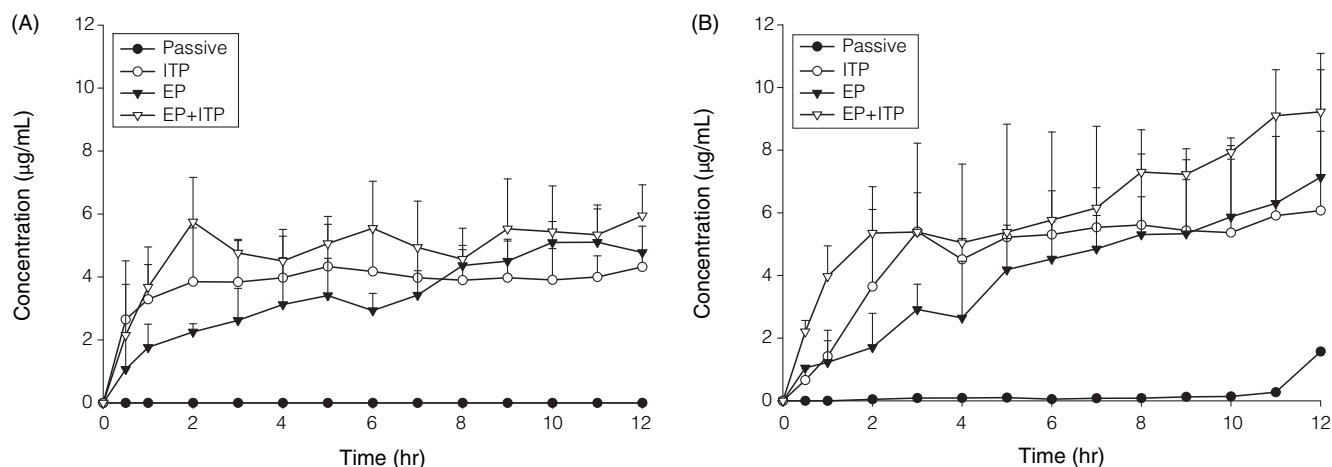 (A)
12
10
8
6
4
2
0
Concentration (µg/mL)
Passive
ITP
EP
EP+ITP
0 2 4 6 8 10 12
Time (hr)
(B)
12
10
8
6
4
2
0
Concentration (µg/mL)
Passive
ITP
EP
EP+ITP
0 2 4 6 8 10 12
Time (hr)